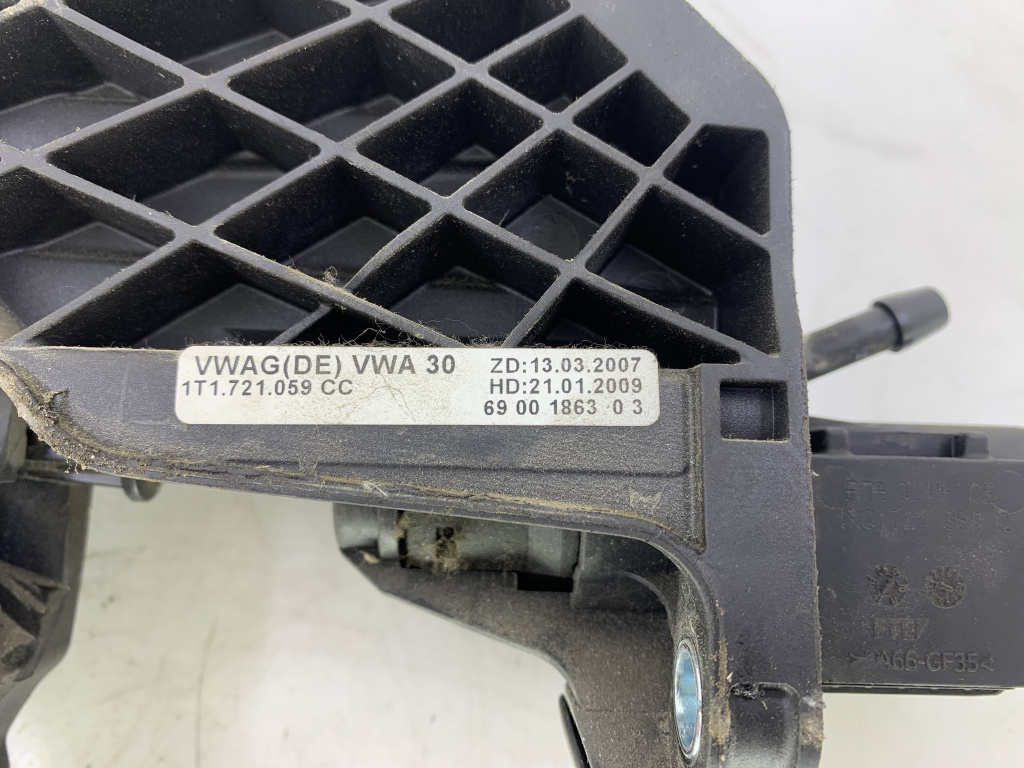 VWAG(DE) VWA 30 ZD:13.03.2007
1T1.721.059 CC HD:21.01.2009
69 00 1863 0 3